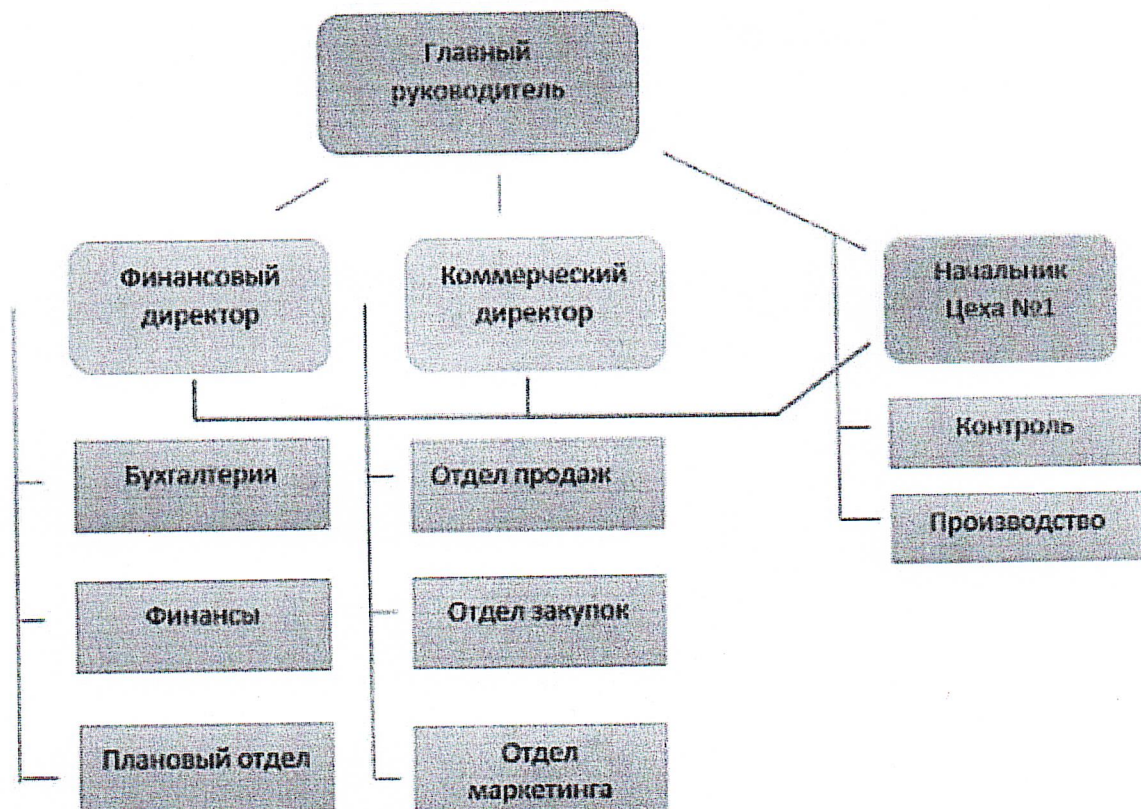 Главный
руководитель
Финансовый
директор
Коммерческий
директор
Начальник
Цеха №1
Бухгалтерия
Отдел продаж
Контроль
Производство
Финансы
Отдел закупок
Плановый отдел
Отдел
маркетинга